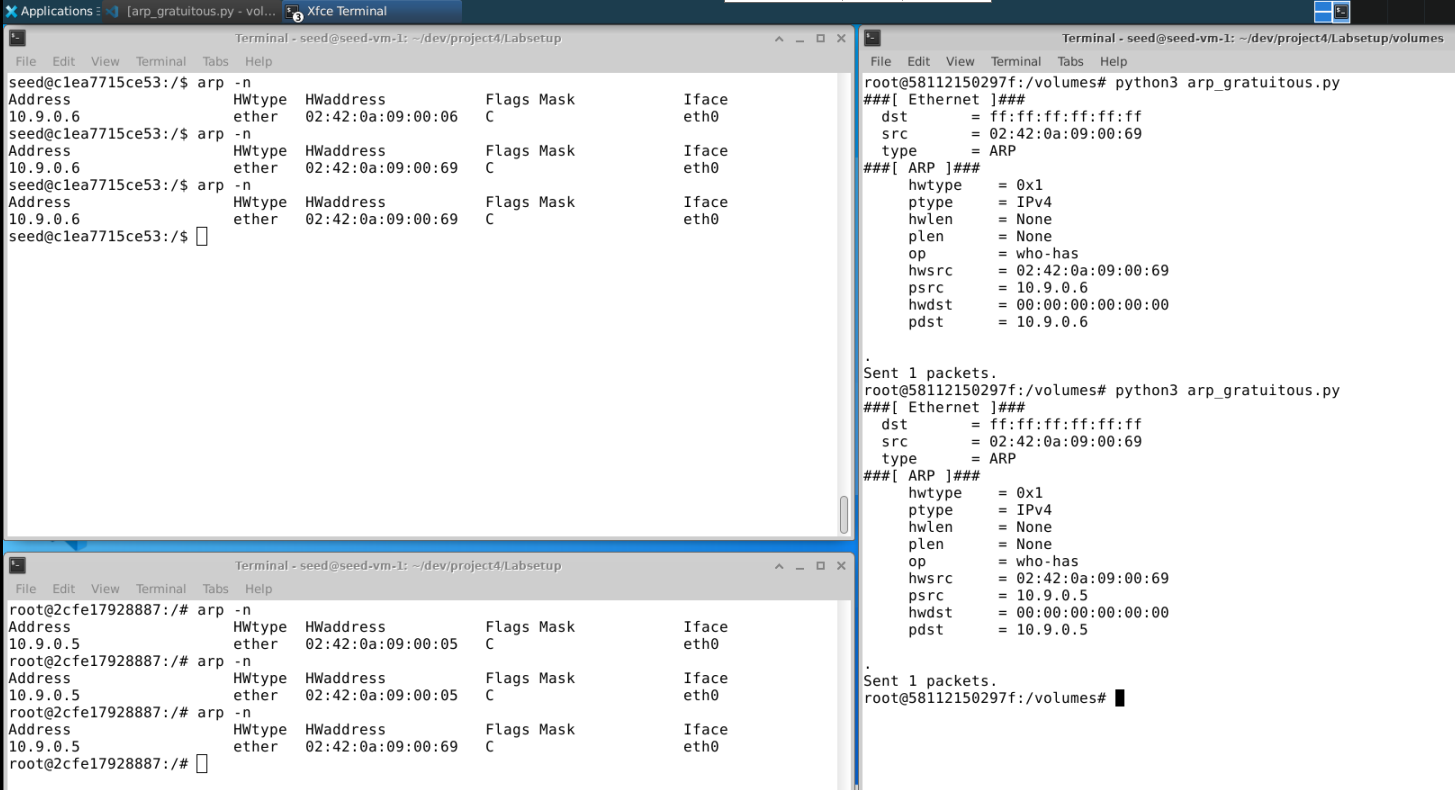 Applications
[arp_gratuitous.py - vol...
Xfce Terminal
3
Terminal - seed@seed-vm-1: ~/dev/project4/Labsetup
File Edit View Terminal Tabs Help
seed@c1ea7715ce53:/$ arp -n
Address HWtype HWaddress Flags Mask Iface
10.9.0.6 ether 02:42:0a:09:00:06 C eth0
seed@c1ea7715ce53:/$ arp -n
Address HWtype HWaddress Flags Mask Iface
10.9.0.6 ether 02:42:0a:09:00:69 C eth0
seed@c1ea7715ce53:/$ arp -n
Address HWtype HWaddress Flags Mask Iface
10.9.0.6 ether 02:42:0a:09:00:69 C eth0
seed@c1ea7715ce53:/$
Terminal - seed@seed-vm-1: ~/dev/project4/Labsetup
File Edit View Terminal Tabs Help
root@2cfe17928887:/# arp -n
Address HWtype HWaddress Flags Mask Iface
10.9.0.5 ether 02:42:0a:09:00:05 C eth0
root@2cfe17928887:/# arp -n
Address HWtype HWaddress Flags Mask Iface
10.9.0.5 ether 02:42:0a:09:00:05 C eth0
root@2cfe17928887:/# arp -n
Address HWtype HWaddress Flags Mask Iface
10.9.0.5 ether 02:42:0a:09:00:69 C eth0
root@2cfe17928887:/#
Terminal - seed@seed-vm-1: ~/dev/project4/Labsetup/volumes
File Edit View Terminal Tabs Help
root@58112150297f:/volumes# python3 arp_gratuitous.py
###[ Ethernet ]###
dst = ff:ff:ff:ff:ff:ff
src = 02:42:0a:09:00:69
type = ARP
###[ ARP ]###
hwtype = 0x1
ptype = IPv4
hwlen = None
plen = None
op = who-has
hwsrc = 02:42:0a:09:00:69
psrc = 10.9.0.6
hwdst = 00:00:00:00:00:00
pdst = 10.9.0.6
.
Sent 1 packets.
root@58112150297f:/volumes# python3 arp_gratuitous.py
###[ Ethernet ]###
dst = ff:ff:ff:ff:ff:ff
src = 02:42:0a:09:00:69
type = ARP
###[ ARP ]###
hwtype = 0x1
ptype = IPv4
hwlen = None
plen = None
op = who-has
hwsrc = 02:42:0a:09:00:69
psrc = 10.9.0.5
hwdst = 00:00:00:00:00:00
pdst = 10.9.0.5
.
Sent 1 packets.
root@58112150297f:/volumes#